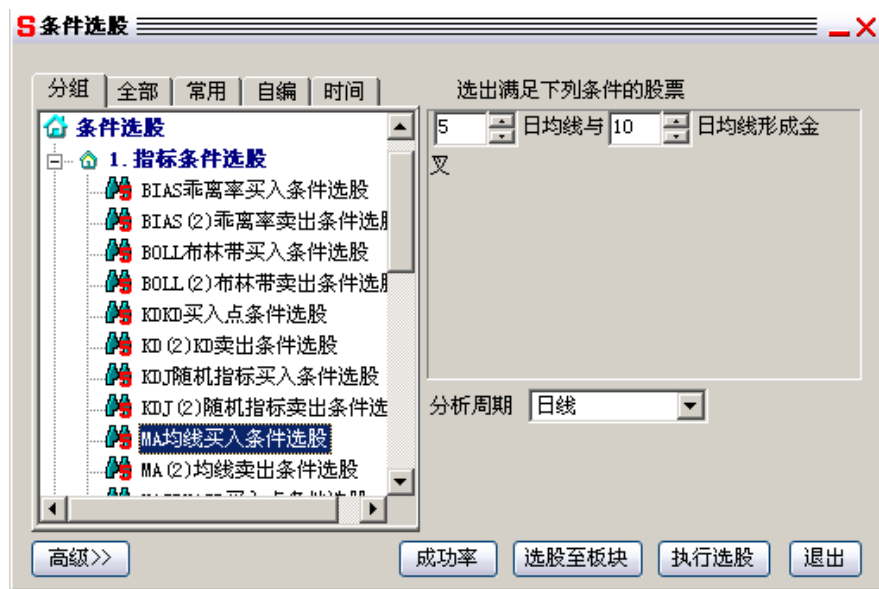 S条件选股
分组 全部 常用 自编 时间
选出满足下列条件的股票
条件选股
1.指标条件选股
BIAS乖离率买入条件选股
BIAS(2)乖离率卖出条件选股
BOLL布林带买入条件选股
BOLL(2)布林带卖出条件选股
KDKD买入点条件选股
KD(2)KD卖出条件选股
KDJ随机指标买入条件选股
KDJ(2)随机指标卖出条件选
MA均线买入条件选股
MA(2)均线卖出条件选股
5 日均线与 10 日均线形成金
叉
分析周期 日线
高级>> 成功率 选股至板块 执行选股 退出